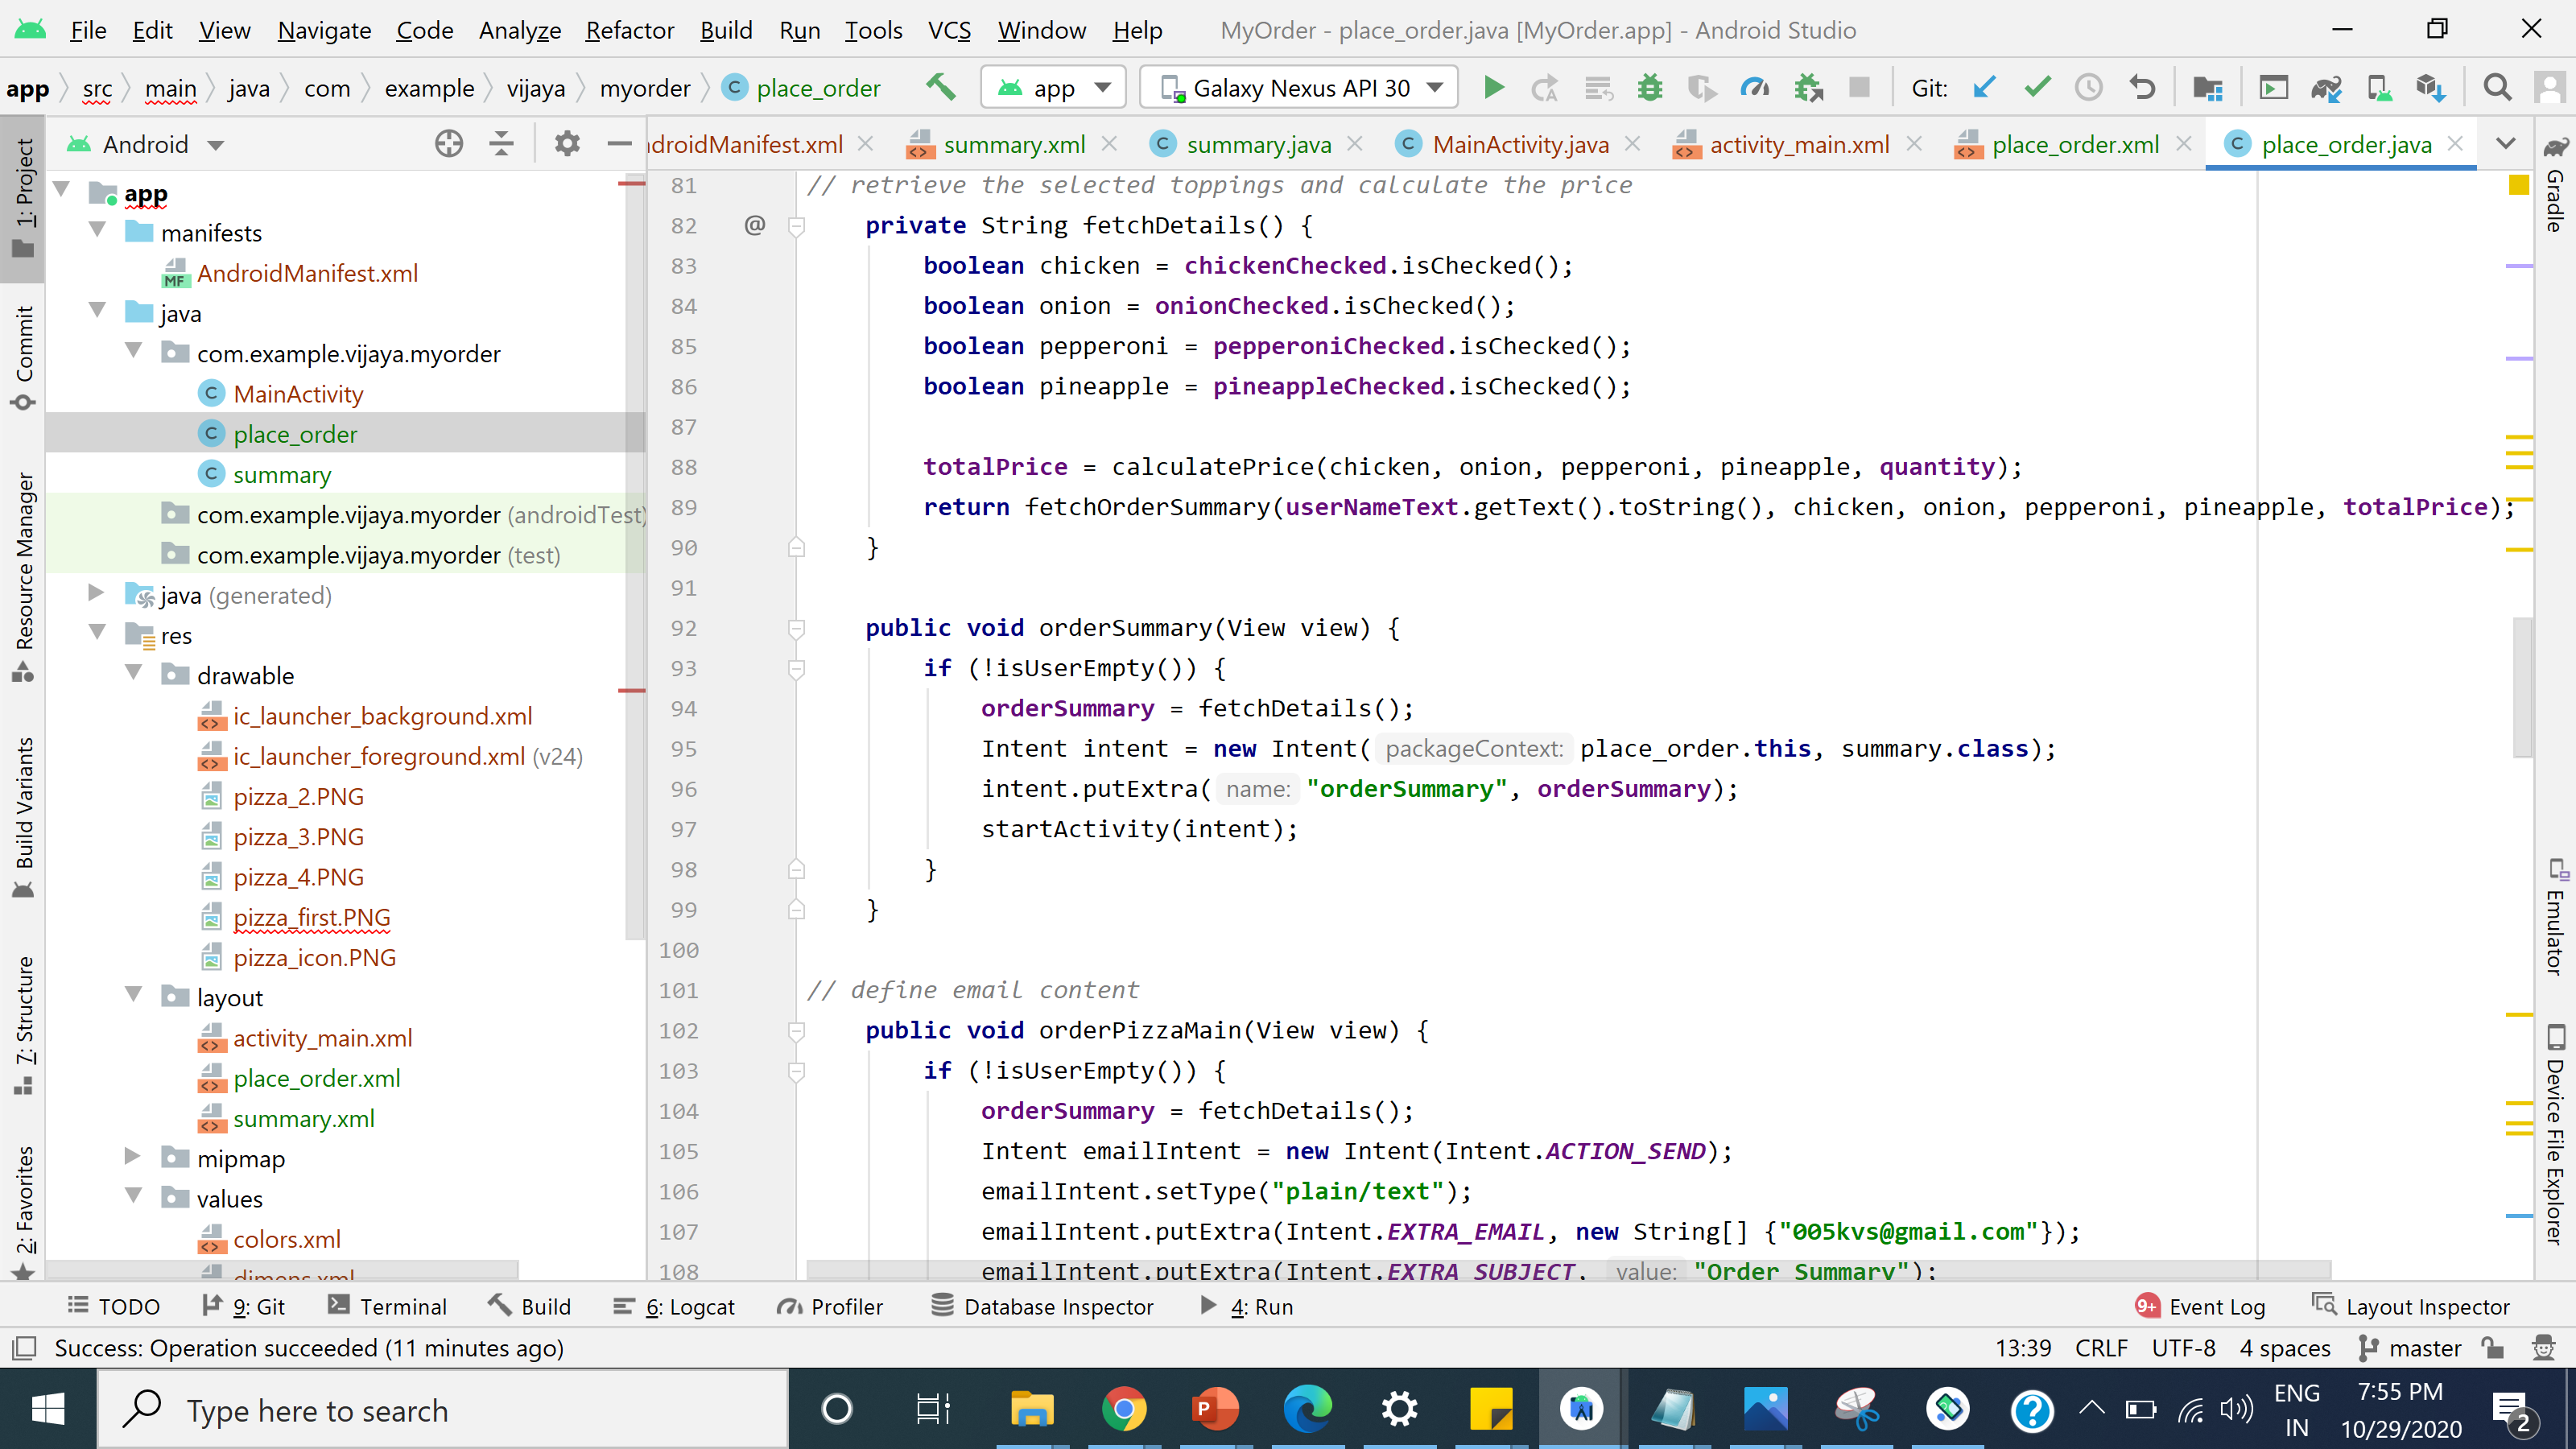 File Edit View Navigate Code Analyze Refactor Build Run Tools VCS Window Help MyOrder - place_order.java [MyOrder.app] - Android Studio
app src main java com example vijaya myorder place_order app Galaxy Nexus API 30 Git:
Android
ndroidManifest.xml summary.xml summary.java MainActivity.java activity_main.xml place_order.xml place_order.java
1: Project
Commit
Resource Manager
Build Variants
7: Structure
2: Favorites
app
manifests
AndroidManifest.xml
java
com.example.vijaya.myorder
MainActivity
place_order
summary
com.example.vijaya.myorder (androidTest)
com.example.vijaya.myorder (test)
java (generated)
res
drawable
ic_launcher_background.xml
ic_launcher_foreground.xml (v24)
pizza_2.PNG
pizza_3.PNG
pizza_4.PNG
pizza_first.PNG
pizza_icon.PNG
layout
activity_main.xml
place_order.xml
summary.xml
mipmap
values
colors.xml
dimens.xml
81 // retrieve the selected toppings and calculate the price
82 @ private String fetchDetails() {
83 boolean chicken = chickenChecked.isChecked();
84 boolean onion = onionChecked.isChecked();
85 boolean pepperoni = pepperoniChecked.isChecked();
86 boolean pineapple = pineappleChecked.isChecked();
87
88 totalPrice = calculatePrice(chicken, onion, pepperoni, pineapple, quantity);
89 return fetchOrderSummary(userNameText.getText().toString(), chicken, onion, pepperoni, pineapple, totalPrice);
90 }
91
92 public void orderSummary(View view) {
93 if (!isUserEmpty()) {
94 orderSummary = fetchDetails();
95 Intent intent = new Intent( packageContext: place_order.this, summary.class);
96 intent.putExtra( name: "orderSummary", orderSummary);
97 startActivity(intent);
98 }
99 }
100
101 // define email content
102 public void orderPizzaMain(View view) {
103 if (!isUserEmpty()) {
104 orderSummary = fetchDetails();
105 Intent emailIntent = new Intent(Intent.ACTION_SEND);
106 emailIntent.setType("plain/text");
107 emailIntent.putExtra(Intent.EXTRA_EMAIL, new String[] {"005kvs@gmail.com"});
108 emailIntent.putExtra(Intent.EXTRA_SUBJECT, value: "Order Summary");
Gradle
Emulator
Device File Explorer
TODO 9: Git Terminal Build 6: Logcat Profiler Database Inspector 4: Run 9+ Event Log Layout Inspector
Success: Operation succeeded (11 minutes ago) 13:39 CRLF UTF-8 4 spaces master
Type here to search
ENG
IN
7:55 PM
10/29/2020
2